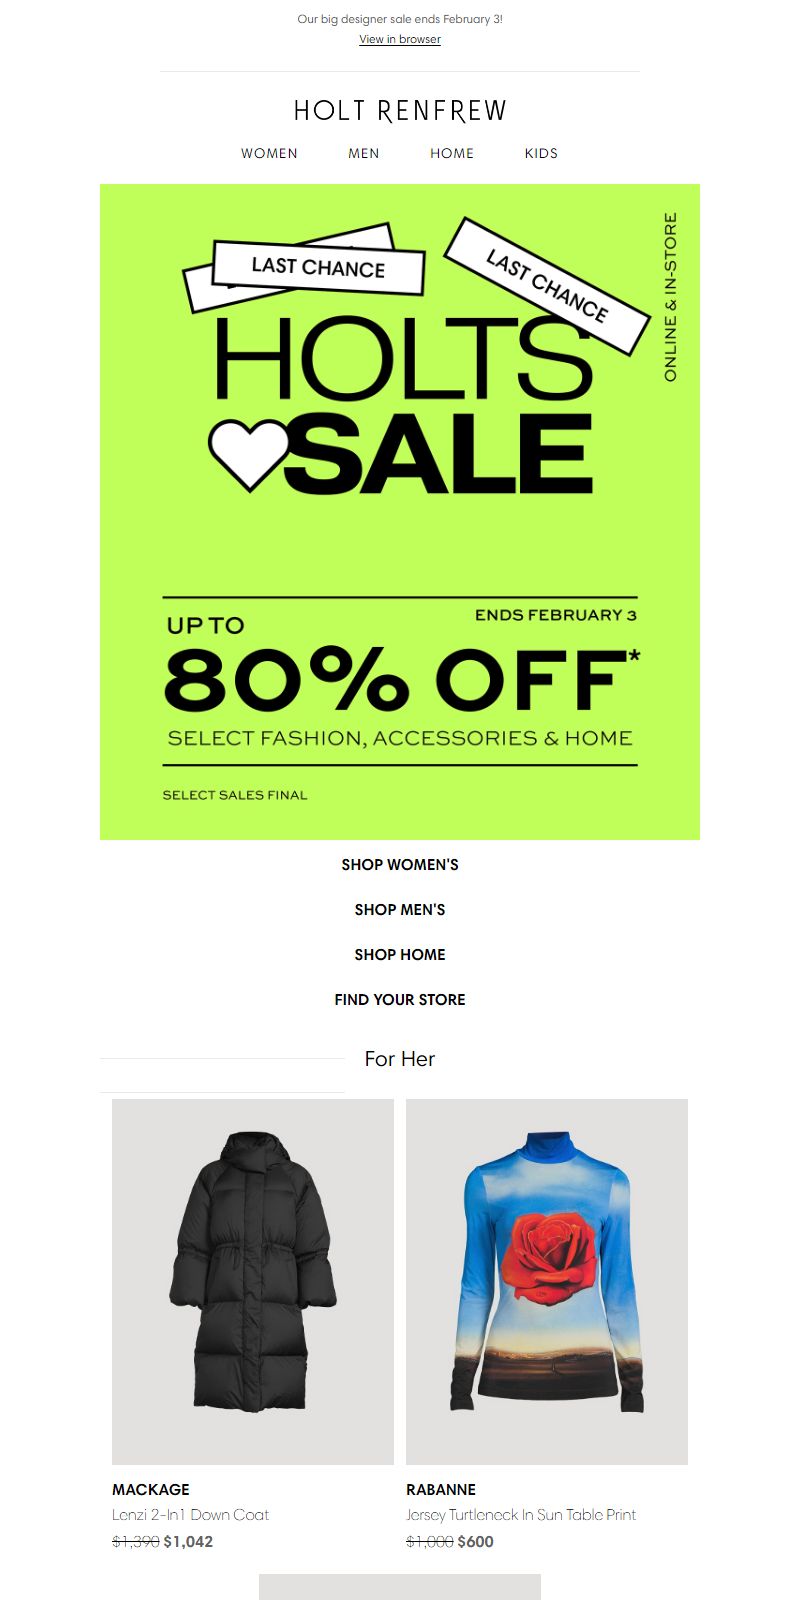 Our big designer sale ends February 3!
View in browser
HOLT RENFREW
WOMEN MEN HOME KIDS
LAST CHANCE
LAST CHANCE
ONLINE & IN-STORE
HOLTS
SALE
UP TO
ENDS FEBRUARY 3
80% OFF*
SELECT FASHION, ACCESSORIES & HOME
SELECT SALES FINAL
SHOP WOMEN'S
SHOP MEN'S
SHOP HOME
FIND YOUR STORE
For Her
MACKAGE
Lenzi 2-In1 Down Coat
$1,390 $1,042
RABANNE
Jersey Turtleneck In Sun Table Print
$1,000 $600